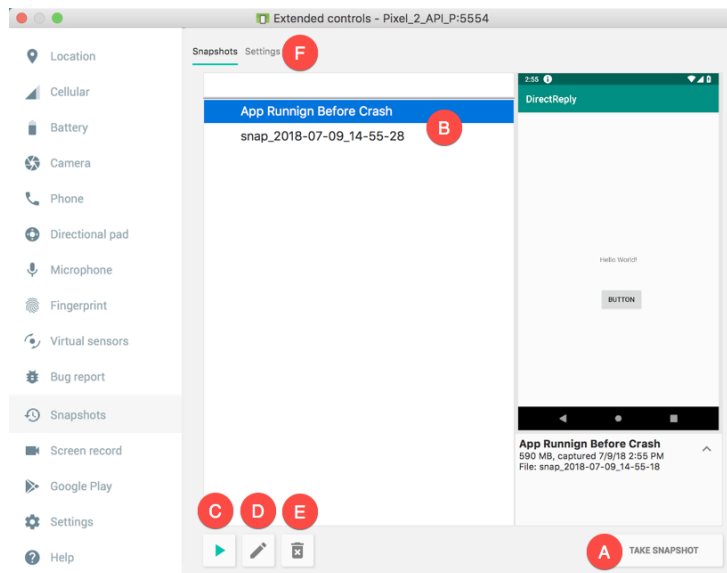 Extended controls - Pixel_2_API_P:5554
Location
Cellular
Battery
Camera
Phone
Directional pad
Microphone
Fingerprint
Virtual sensors
Bug report
Snapshots
Screen record
Google Play
Settings
Help
Snapshots Settings F
App Runnign Before Crash
B
snap_2018-07-09_14-55-28
C D E
2:55
DirectReply
Hello World!
BUTTON
App Runnign Before Crash
590 MB, captured 7/9/18 2:55 PM
File: snap_2018-07-09_14-55-18
A TAKE SNAPSHOT